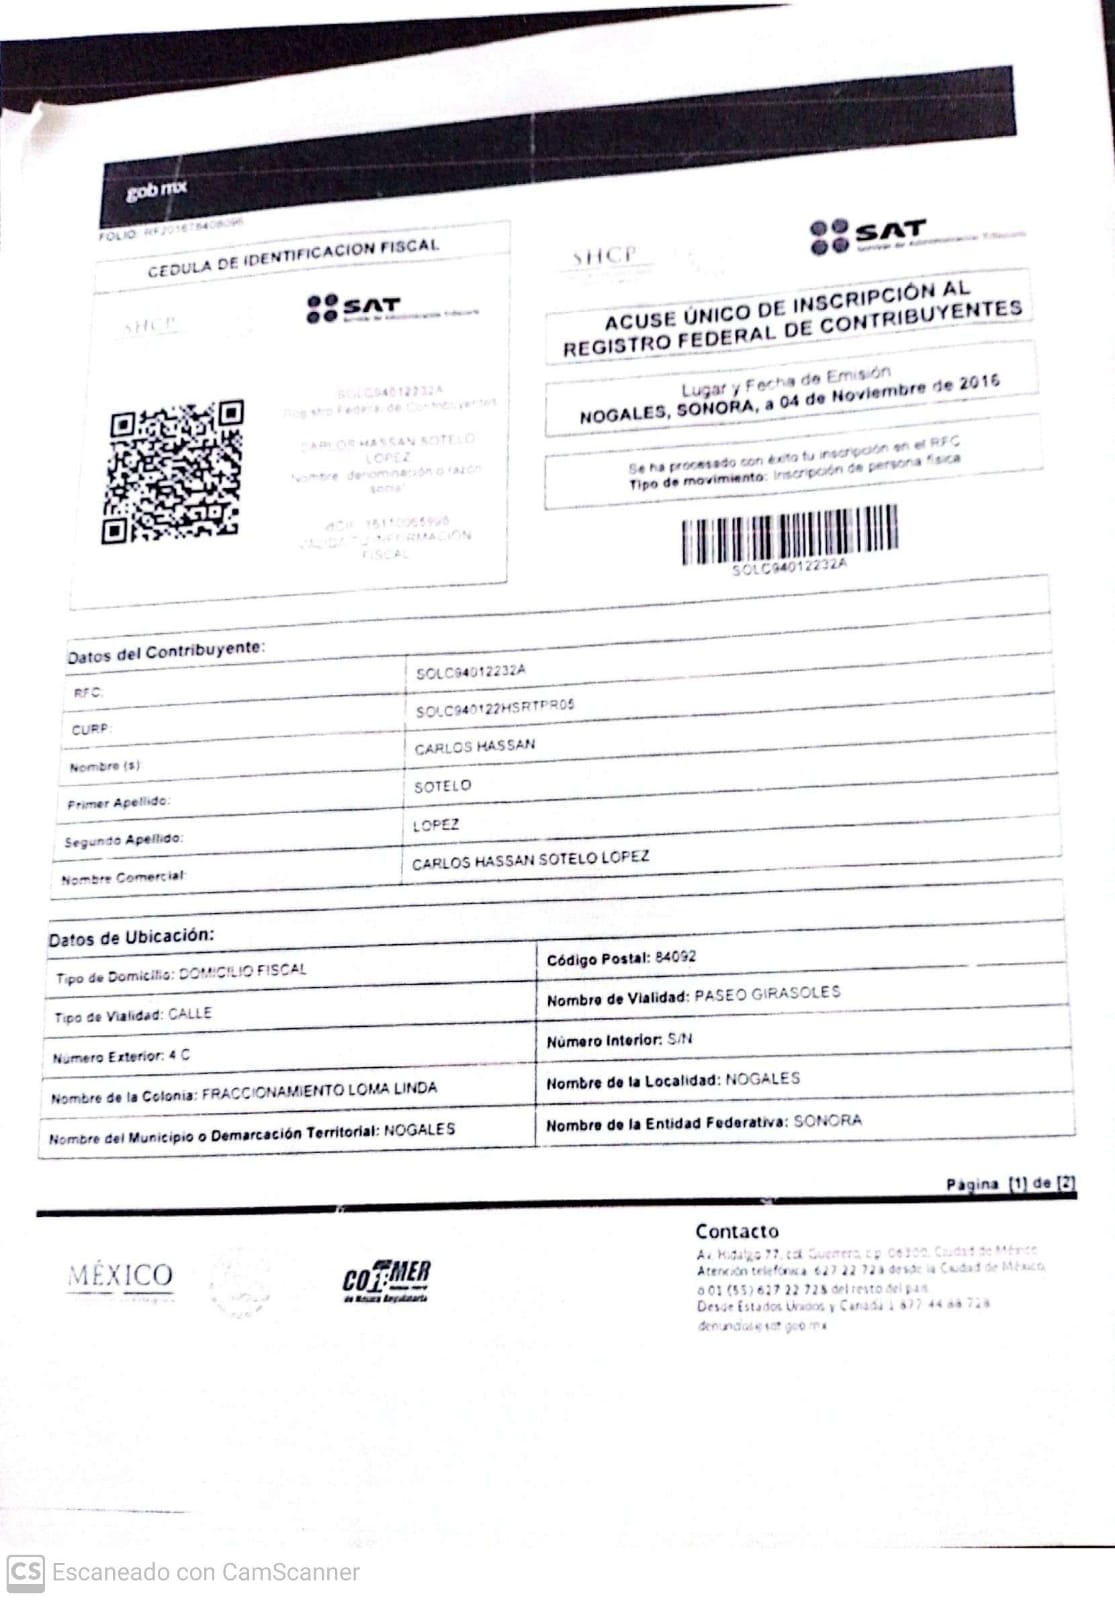 gob mx
FOLIO: RF201678408096
CEDULA DE IDENTIFICACION FISCAL
SHCP
SAT
Servicio de Administración Tributaria
SOLC94012232A
Registro Federal de Contribuyentes
CARLOS HASSAN SOTELO
LOPEZ
Nombre, denominación o razón
social
VALIDA TU INFORMACIÓN
FISCAL
SHCP
SAT
Servicio de Administración Tributaria
ACUSE ÚNICO DE INSCRIPCIÓN AL
REGISTRO FEDERAL DE CONTRIBUYENTES
Lugar y Fecha de Emisión
NOGALES, SONORA, a 04 de Noviembre de 2016
Se ha procesado con éxito tu inscripción en el RFC
Tipo de movimiento: Inscripción de persona física
SOLC94012232A
Datos del Contribuyente:
RFC: SOLC94012232A
CURP: SOLC940122HSRTPR05
Nombre (s) CARLOS HASSAN
Primer Apellido: SOTELO
Segundo Apellido: LOPEZ
Nombre Comercial: CARLOS HASSAN SOTELO LOPEZ
Datos de Ubicación:
Tipo de Domicilio: DOMICILIO FISCAL Código Postal: 84092
Tipo de Vialidad: CALLE Nombre de Vialidad: PASEO GIRASOLES
Número Exterior: 4 C Número Interior: S/N
Nombre de la Colonia: FRACCIONAMIENTO LOMA LINDA Nombre de la Localidad: NOGALES
Nombre del Municipio o Demarcación Territorial: NOGALES Nombre de la Entidad Federativa: SONORA
Página [1] de [2]
MÉXICO
COFEMER
de Mejora Regulatoria
Contacto
Av. Hidalgo 77, col. Guerrero, c.p. 06300, Ciudad de México
Atención telefónica 627 22 728 desde la Ciudad de México,
o 01 (55) 627 22 728 del resto del país
Desde Estados Unidos y Canadá 1 877 44 88 728
denuncias@sat.gob.mx
CS Escaneado con CamScanner